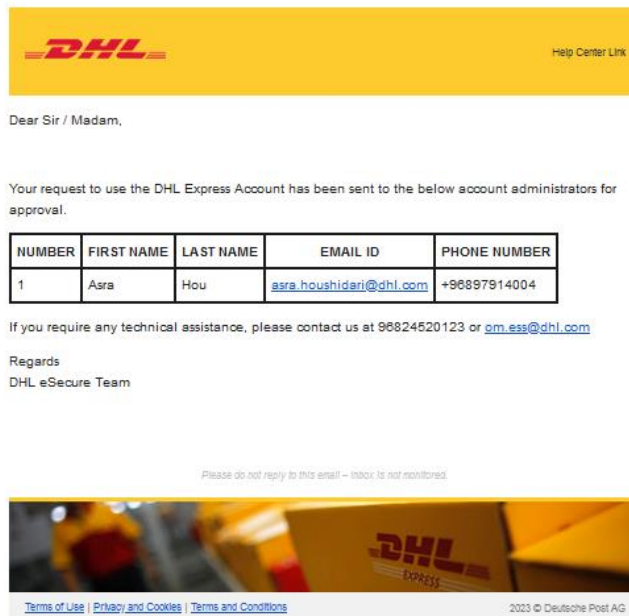 DHL
Help Center Link
Dear Sir / Madam,
Your request to use the DHL Express Account has been sent to the below account administrators for
approval.
NUMBER FIRST NAME LAST NAME EMAIL ID PHONE NUMBER
1 Asra Hou asra.houshidari@dhl.com +96897914004
If you require any technical assistance, please contact us at 96824520123 or om.ess@dhl.com
Regards
DHL eSecure Team
Please do not reply to this email – Inbox is not monitored.
DHL
EXPRESS
Terms of Use | Privacy and Cookies | Terms and Conditions
2023 © Deutsche Post AG